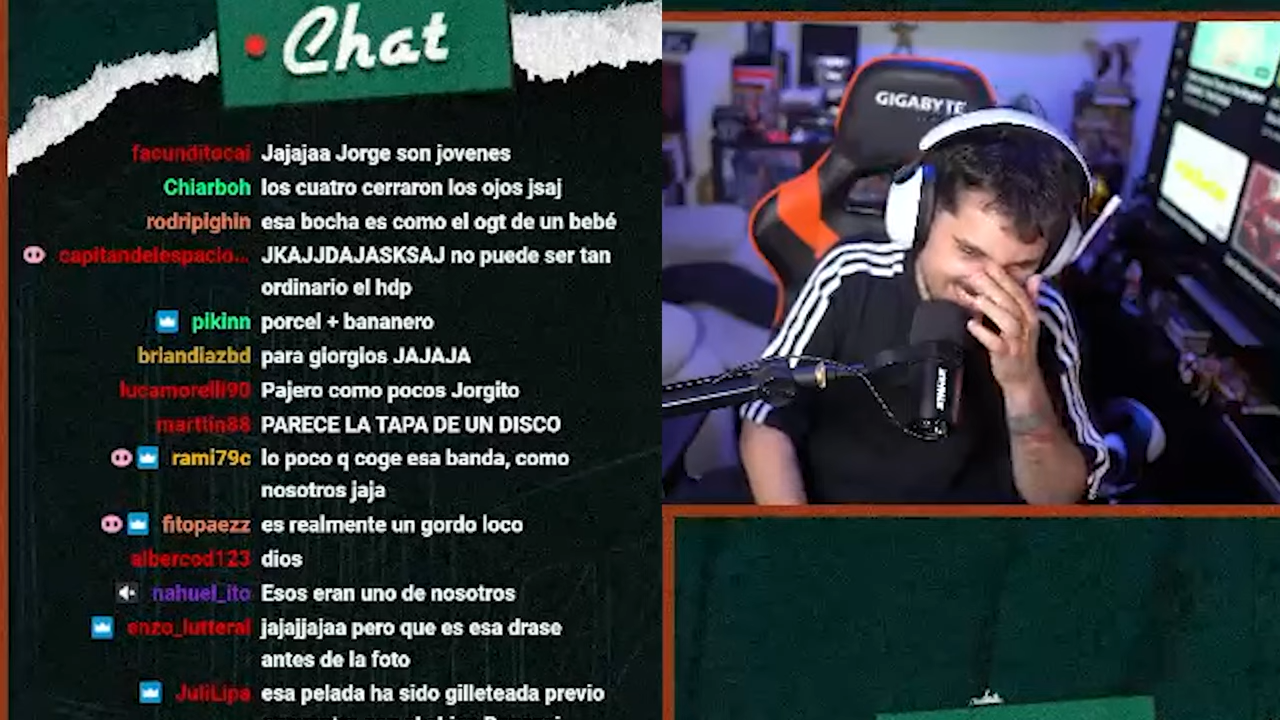 Chat
GIGABYTE
facunditocai Jajajaa Jorge son jovenes
Chiarboh los cuatro cerraron los ojos jsaj
rodripighin esa bocha es como el ogt de un bebé
capitandelespacio... JKAJJDAJASKSAJ no puede ser tan
ordinario el hdp
pikinn porcel + bananero
briandiazbd para giorgios JAJAJA
lucamorelli90 Pajero como pocos Jorgito
marttin88 PARECE LA TAPA DE UN DISCO
rami79c lo poco q coge esa banda, como
nosotros jaja
fitopaezz es realmente un gordo loco
albercod123 dios
nahuel_ito Esos eran uno de nosotros
enzo_lutteral jajajjajaa pero que es esa drase
antes de la foto
JuliLipa esa pelada ha sido gilleteada previo